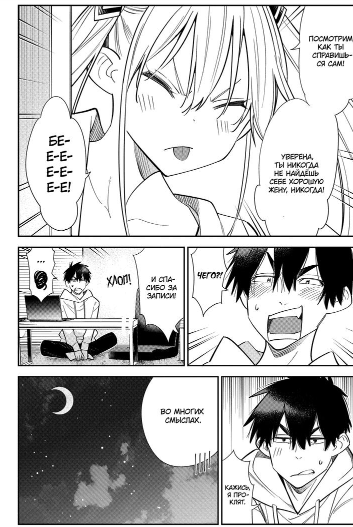 ПОСМОТРИМ,
КАК ТЫ
СПРАВИШЬ-
СЯ САМ!
УВЕРЕНА,
ТЫ НИКОГДА
НЕ НАЙДЁШЬ
СЕБЕ ХОРОШУЮ
ЖЕНУ, НИКОГДА!
БЕ-
Е-Е-
Е-Е-
Е-Е!
ЧЕГО?!
И СПА-
СИБО ЗА
ЗАПИСИ!
ХЛОП!
КАЖИСЬ,
Я ПРО-
КЛЯТ.
ВО МНОГИХ
СМЫСЛАХ.